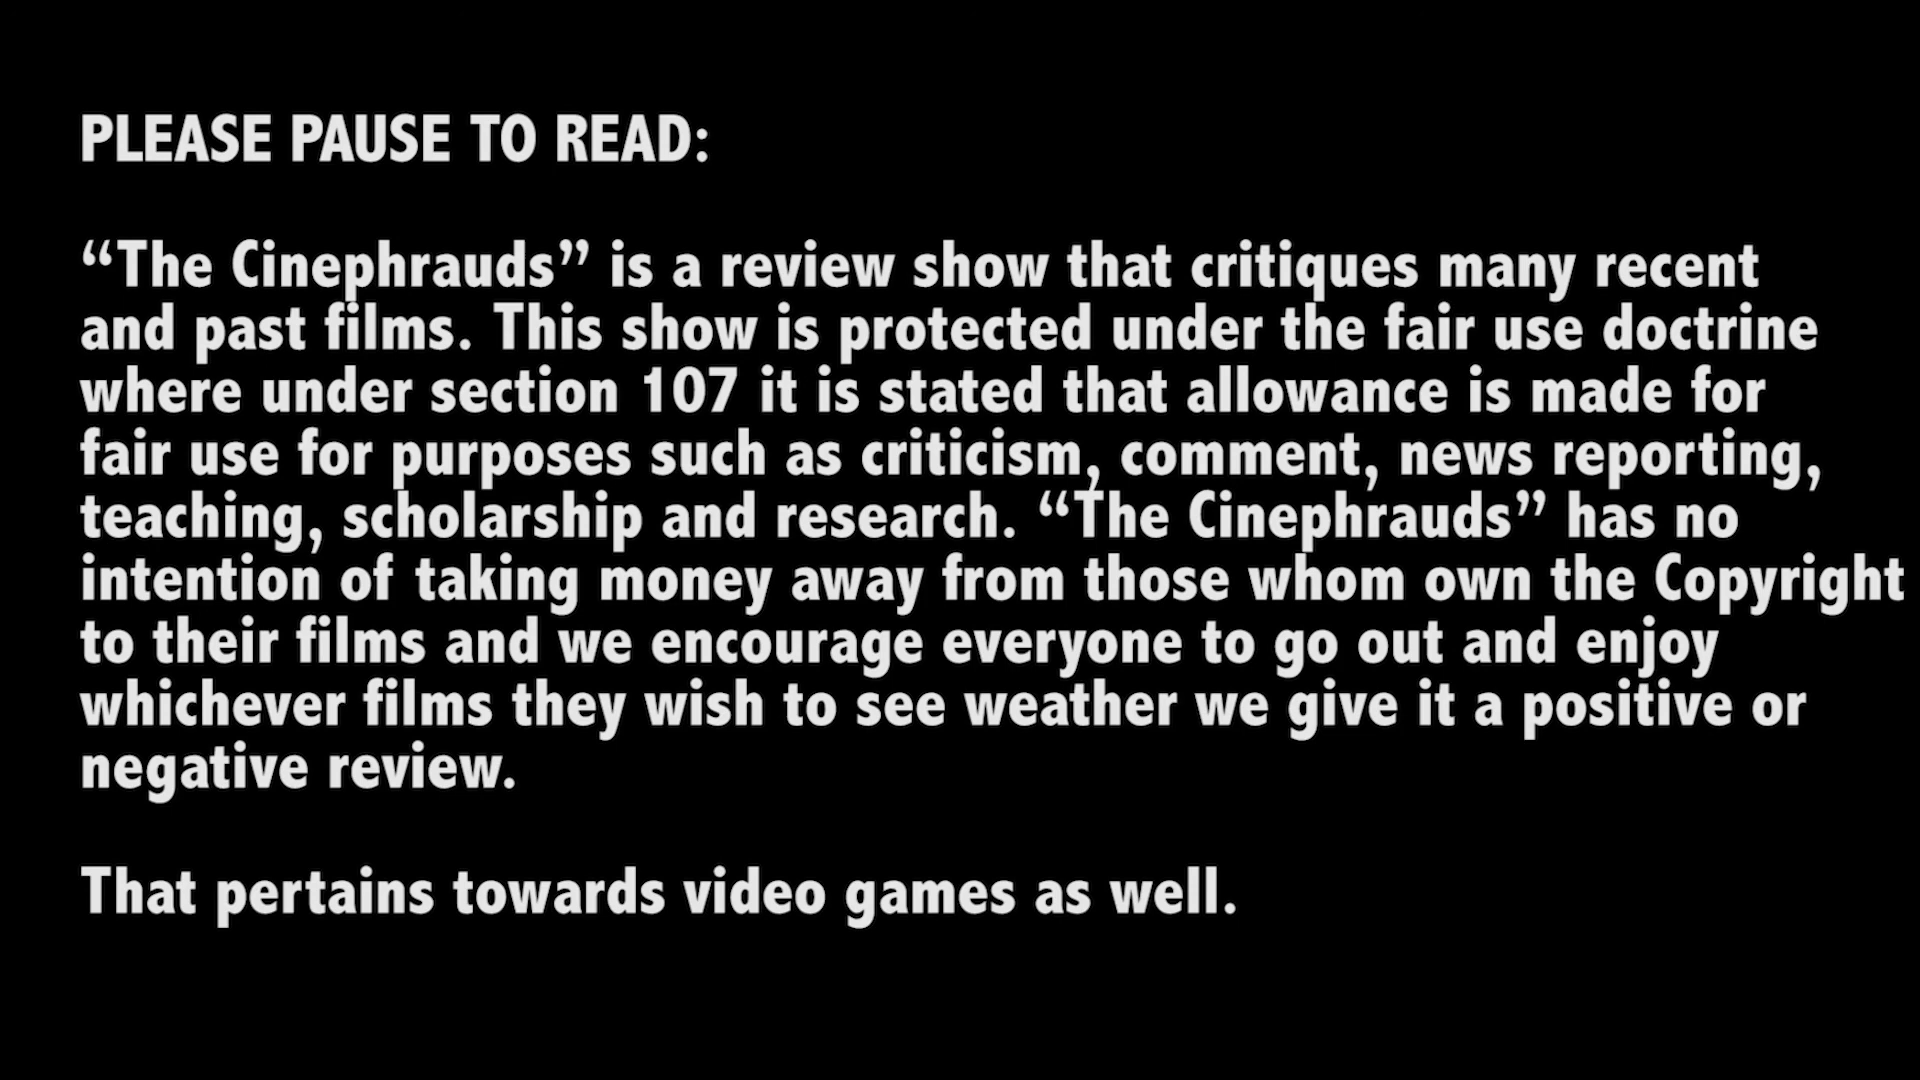 PLEASE PAUSE TO READ:
“The Cinephrauds” is a review show that critiques many recent
and past films. This show is protected under the fair use doctrine
where under section 107 it is stated that allowance is made for
fair use for purposes such as criticism, comment, news reporting,
teaching, scholarship and research. “The Cinephrauds” has no
intention of taking money away from those whom own the Copyright
to their films and we encourage everyone to go out and enjoy
whichever films they wish to see weather we give it a positive or
negative review.
That pertains towards video games as well.